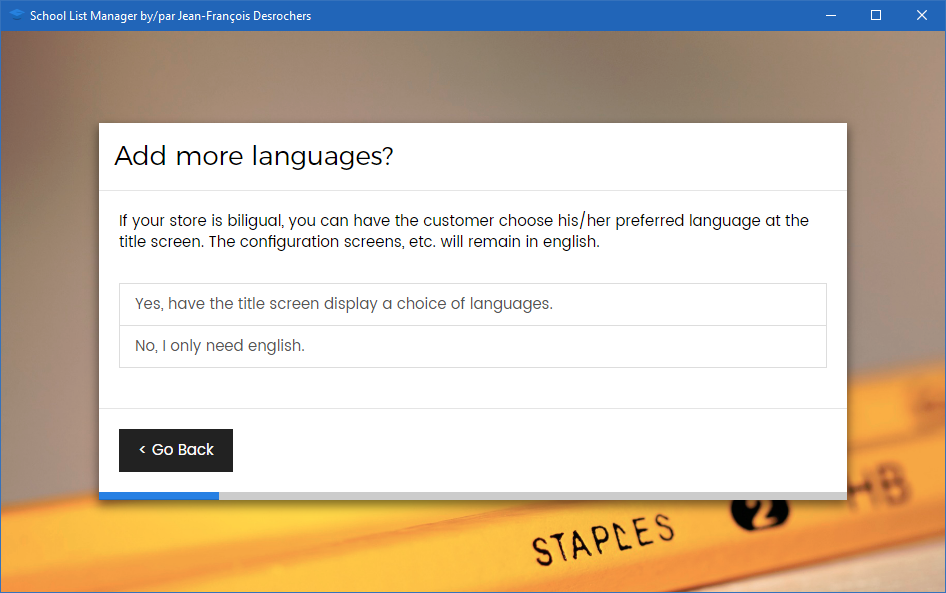 School List Manager by/par Jean-François Desrochers
Add more languages?
If your store is biligual, you can have the customer choose his/her preferred language at the
title screen. The configuration screens, etc. will remain in english.
Yes, have the title screen display a choice of languages.
No, I only need english.
< Go Back
STAPLES 2 HB